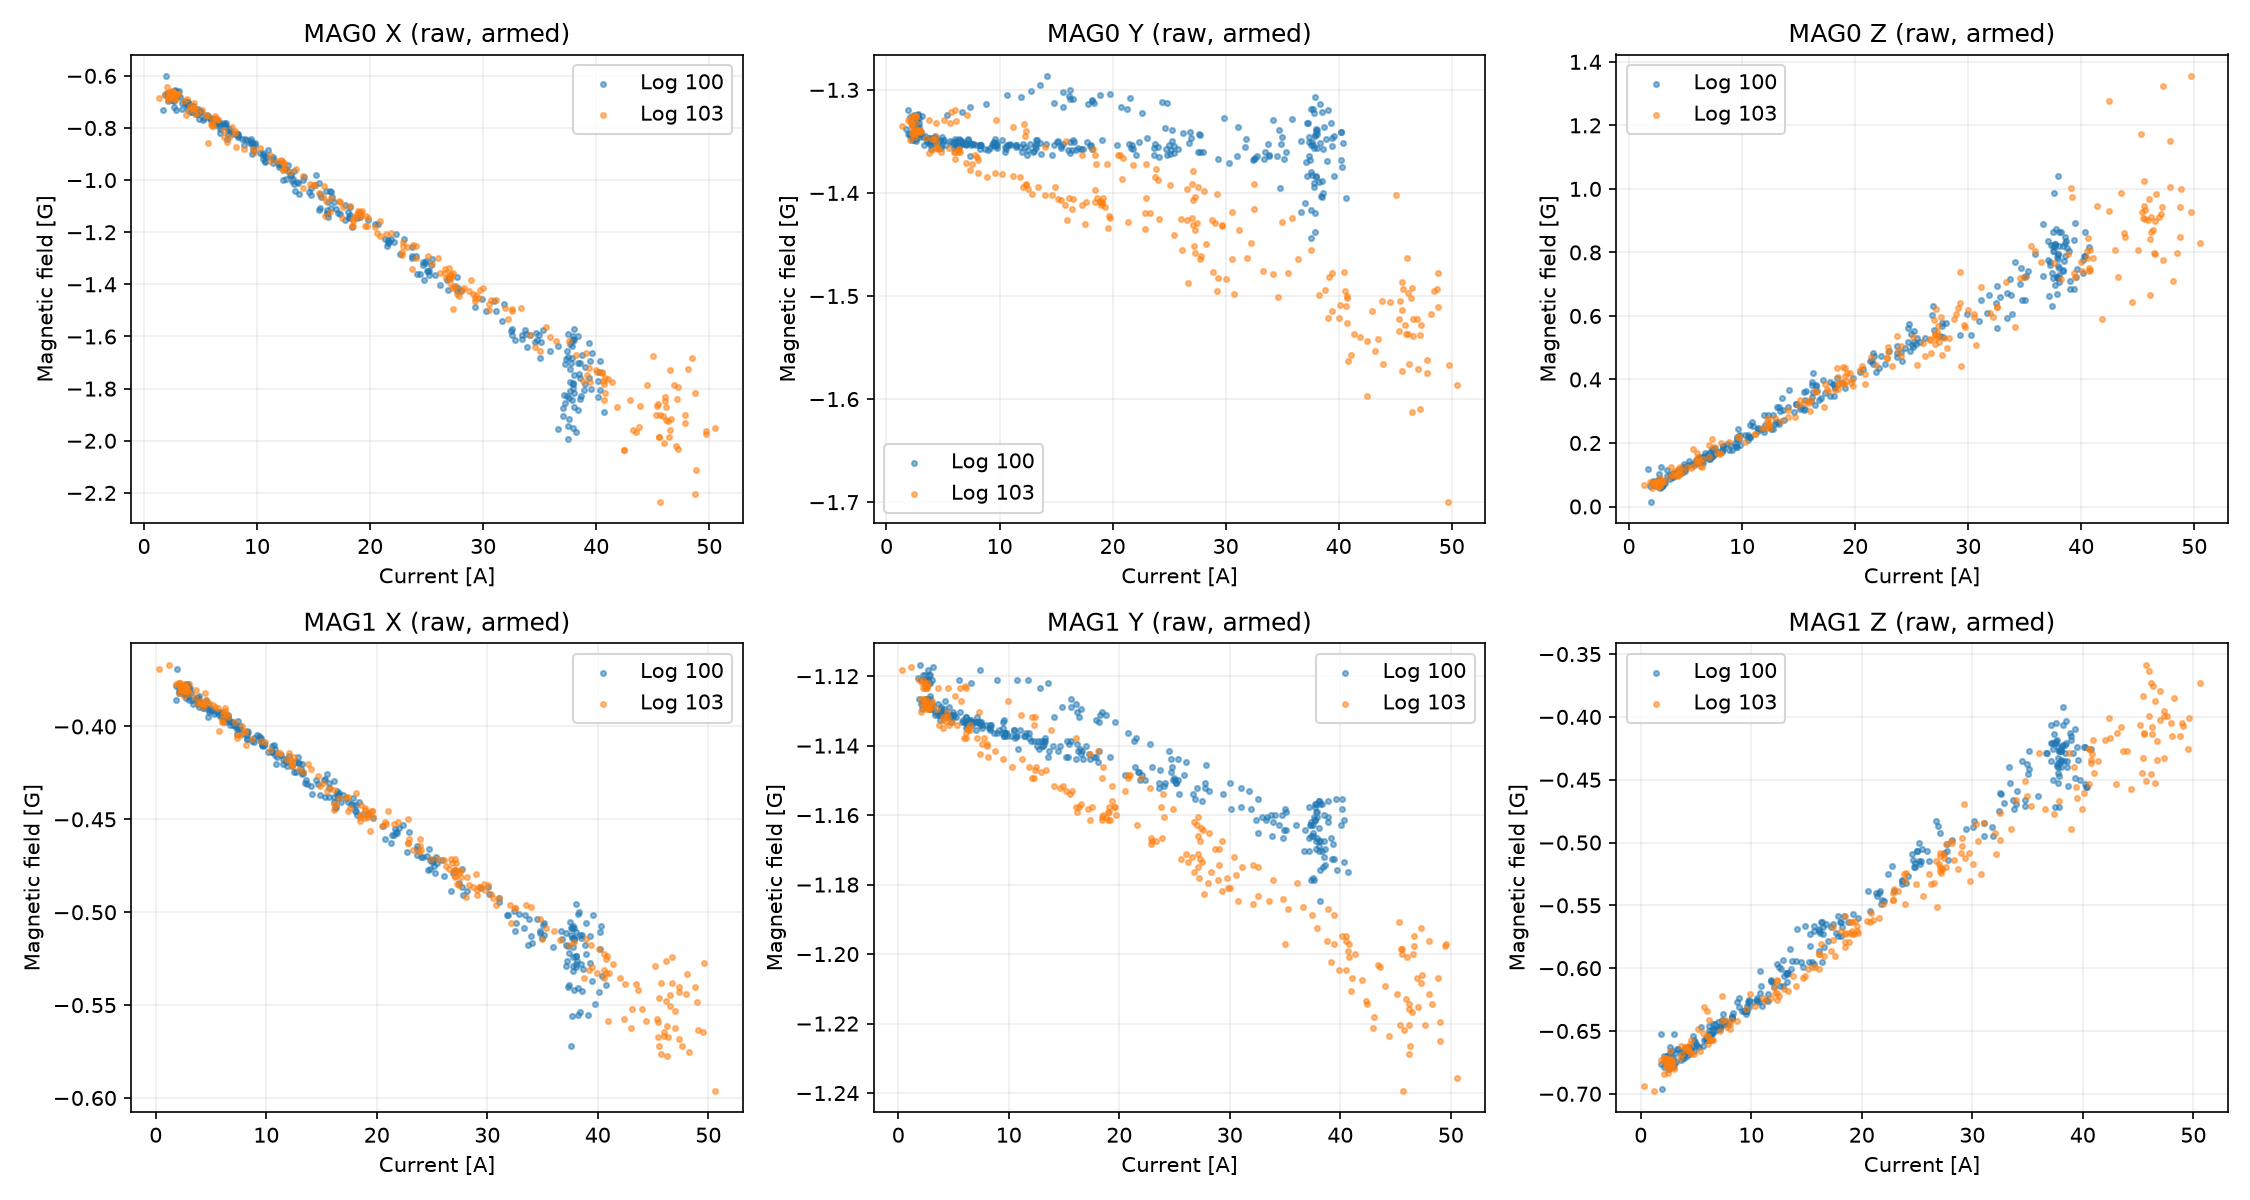 MAG0 X (raw, armed)
Magnetic field [G]
−0.6
−0.8
−1.0
−1.2
−1.4
−1.6
−1.8
−2.0
−2.2
Log 100
Log 103
0 10 20 30 40 50
Current [A]
MAG0 Y (raw, armed)
Magnetic field [G]
−1.3
−1.4
−1.5
−1.6
−1.7
Log 100
Log 103
0 10 20 30 40 50
Current [A]
MAG0 Z (raw, armed)
Magnetic field [G]
1.4
1.2
1.0
0.8
0.6
0.4
0.2
0.0
Log 100
Log 103
0 10 20 30 40 50
Current [A]
MAG1 X (raw, armed)
Magnetic field [G]
−0.40
−0.45
−0.50
−0.55
−0.60
Log 100
Log 103
0 10 20 30 40 50
Current [A]
MAG1 Y (raw, armed)
Magnetic field [G]
−1.12
−1.14
−1.16
−1.18
−1.20
−1.22
−1.24
Log 100
Log 103
0 10 20 30 40 50
Current [A]
MAG1 Z (raw, armed)
Magnetic field [G]
−0.35
−0.40
−0.45
−0.50
−0.55
−0.60
−0.65
−0.70
Log 100
Log 103
0 10 20 30 40 50
Current [A]